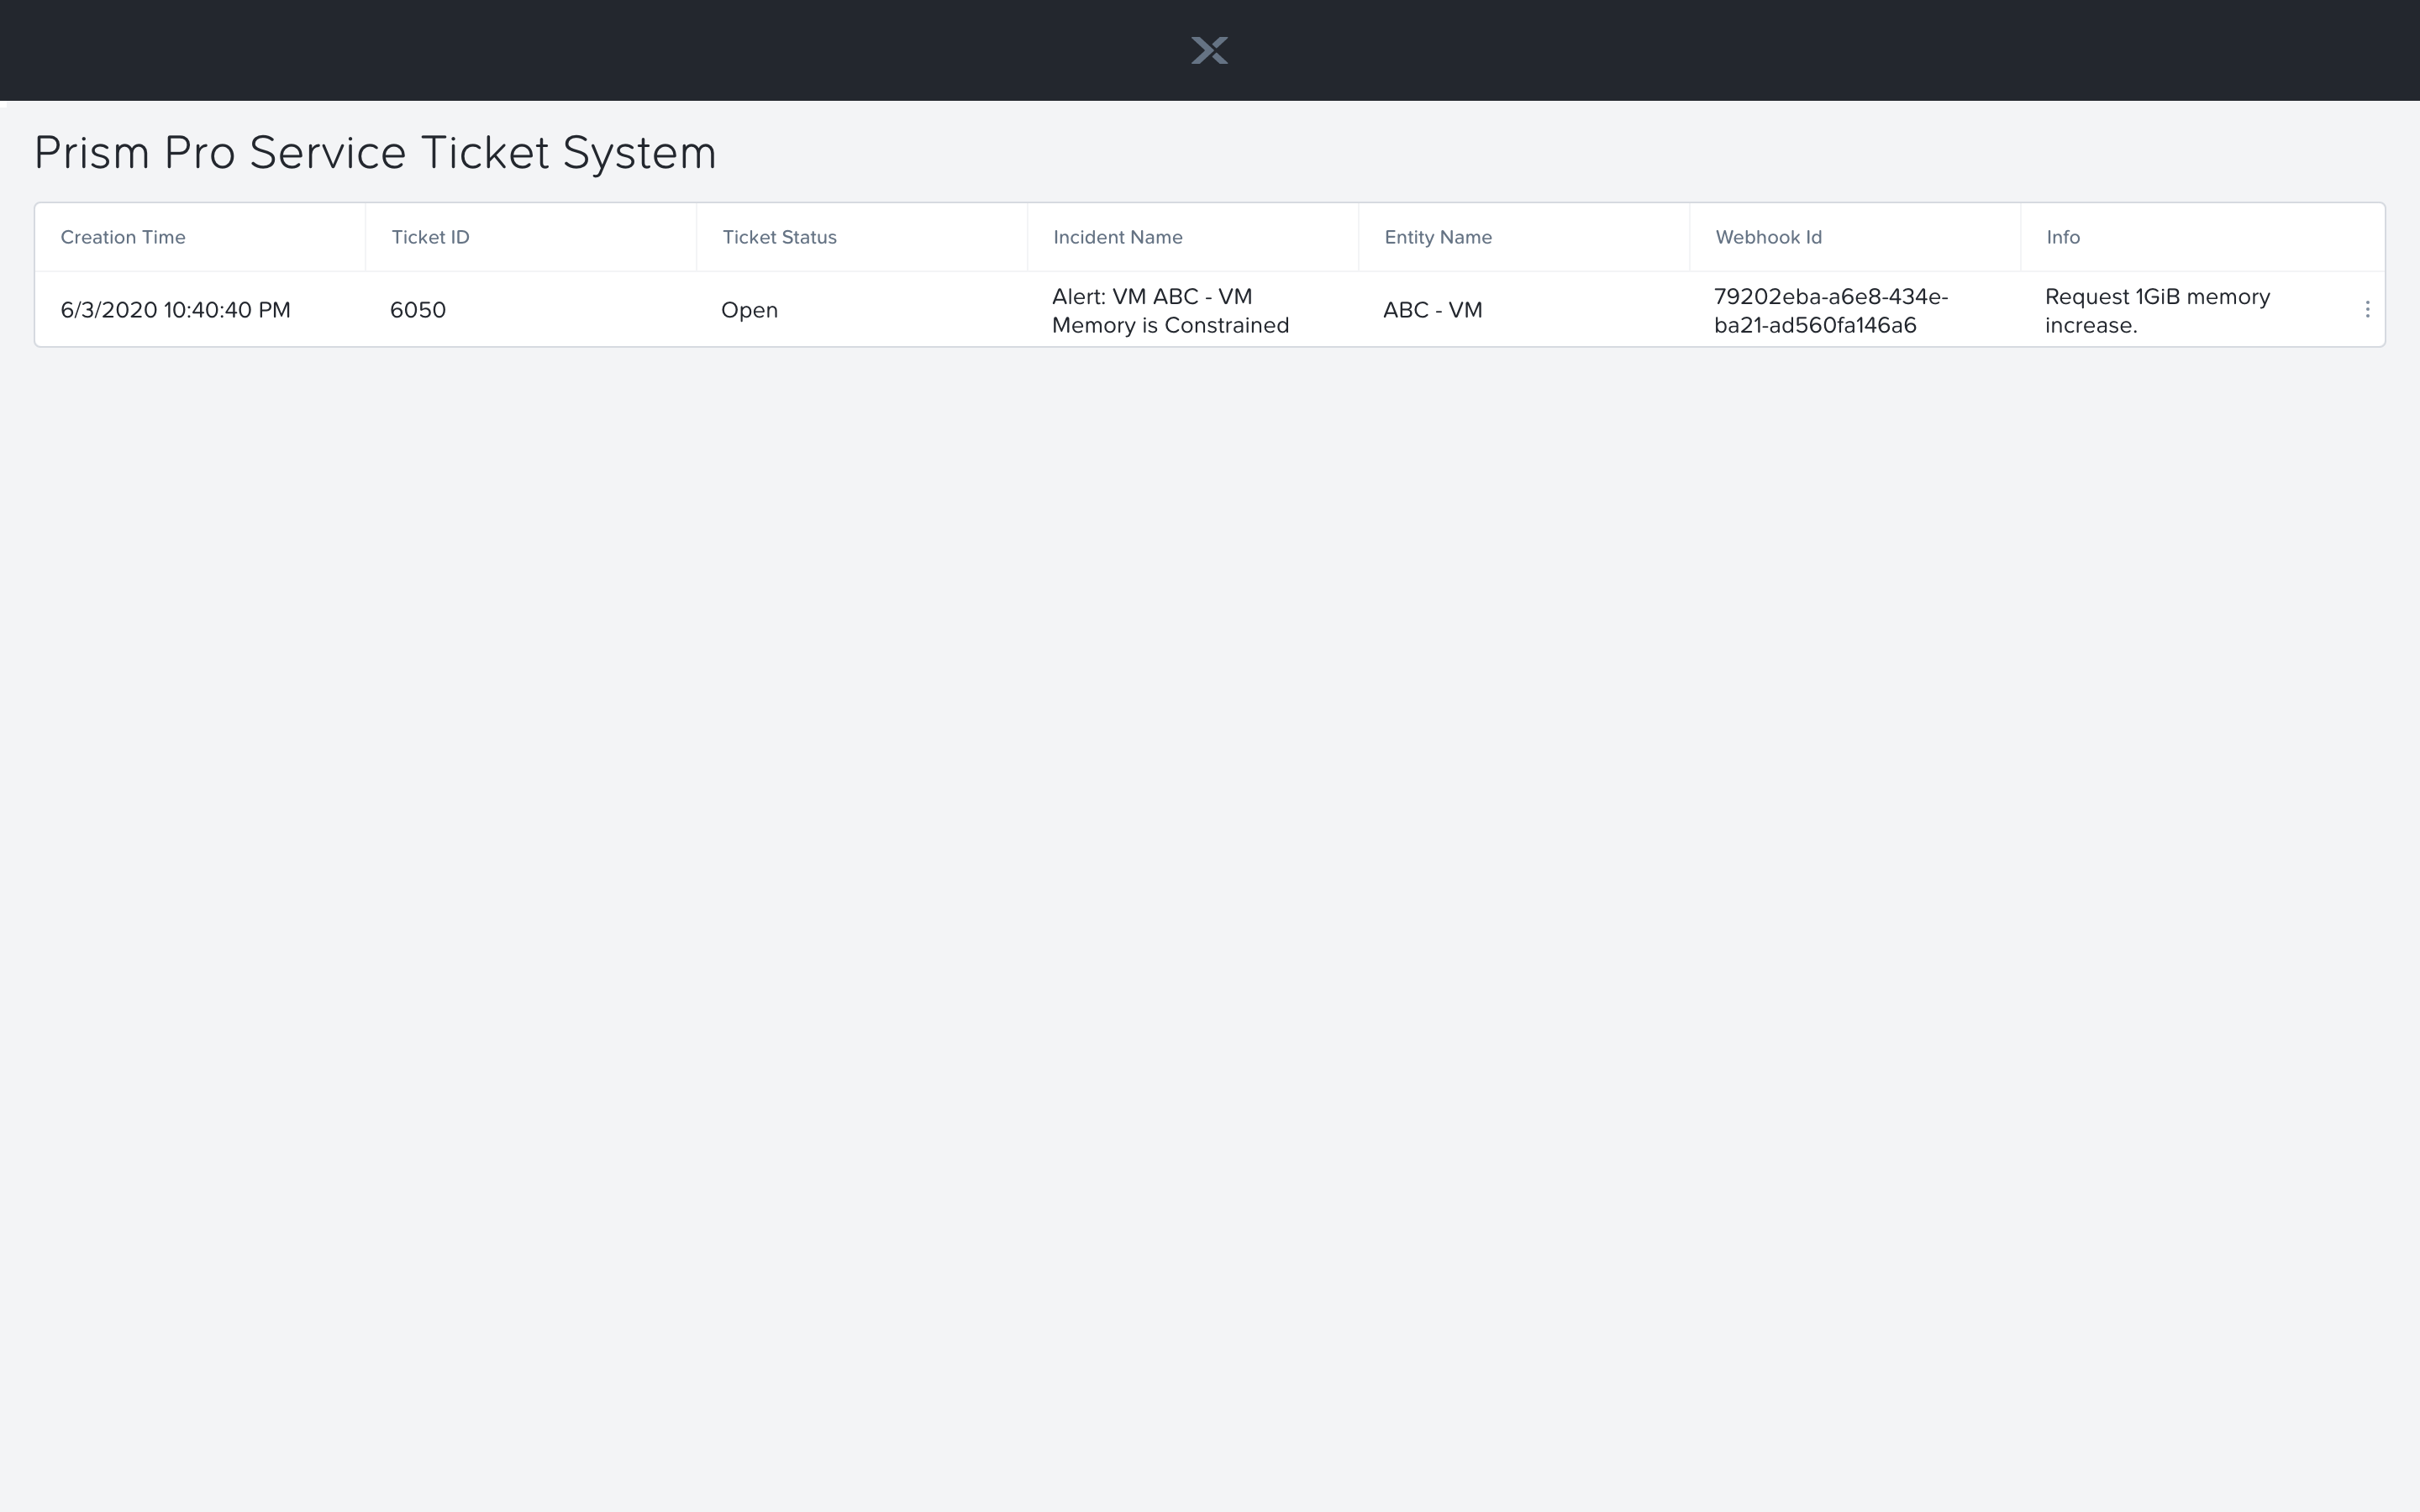 Prism Pro Service Ticket System
Creation Time
Ticket ID
Ticket Status
Incident Name
Entity Name
Webhook Id
Info
6/3/2020 10:40:40 PM
6050
Open
Alert: VM ABC - VM
Memory is Constrained
ABC - VM
79202eba-a6e8-434e-
ba21-ad560fa146a6
Request 1GiB memory
increase.